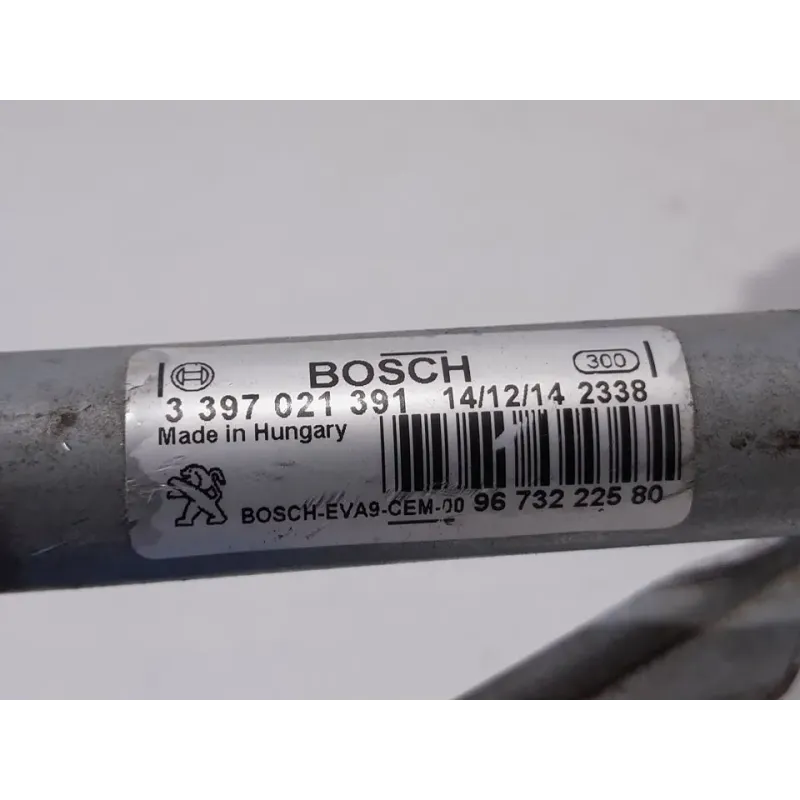 BOSCH 300
3 397 021 391 14/12/14 2338
Made in Hungary
BOSCH-EVA9-CEM-00 96 732 225 80